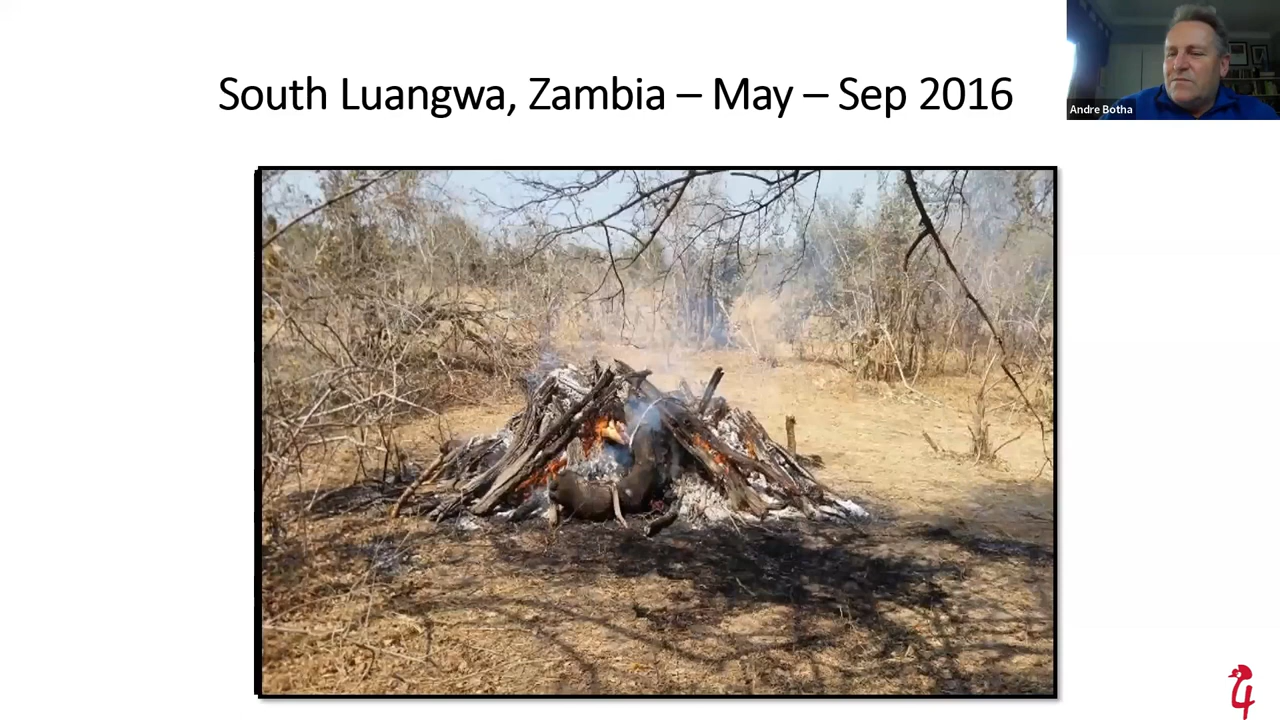 South Luangwa, Zambia – May – Sep 2016
Andre Botha